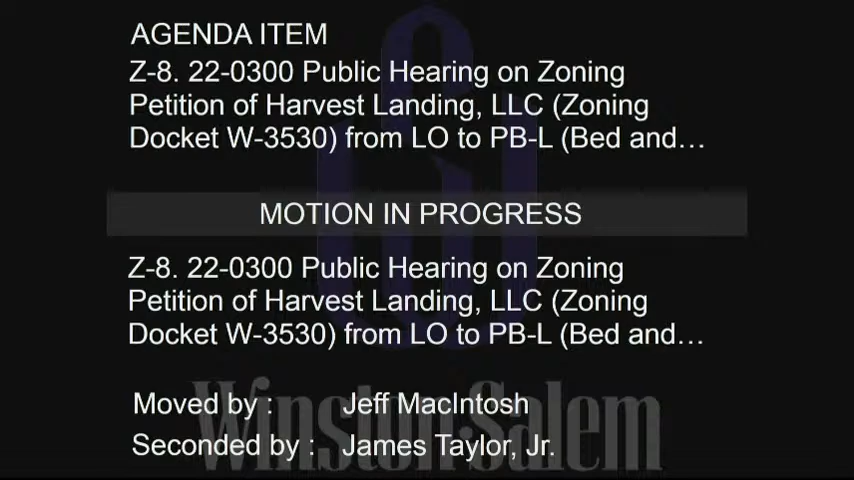 AGENDA ITEM
Z-8. 22-0300 Public Hearing on Zoning
Petition of Harvest Landing, LLC (Zoning
Docket W-3530) from LO to PB-L (Bed and…
MOTION IN PROGRESS
Z-8. 22-0300 Public Hearing on Zoning
Petition of Harvest Landing, LLC (Zoning
Docket W-3530) from LO to PB-L (Bed and…
Moved by : Jeff MacIntosh
Seconded by : James Taylor, Jr.
Winston-Salem